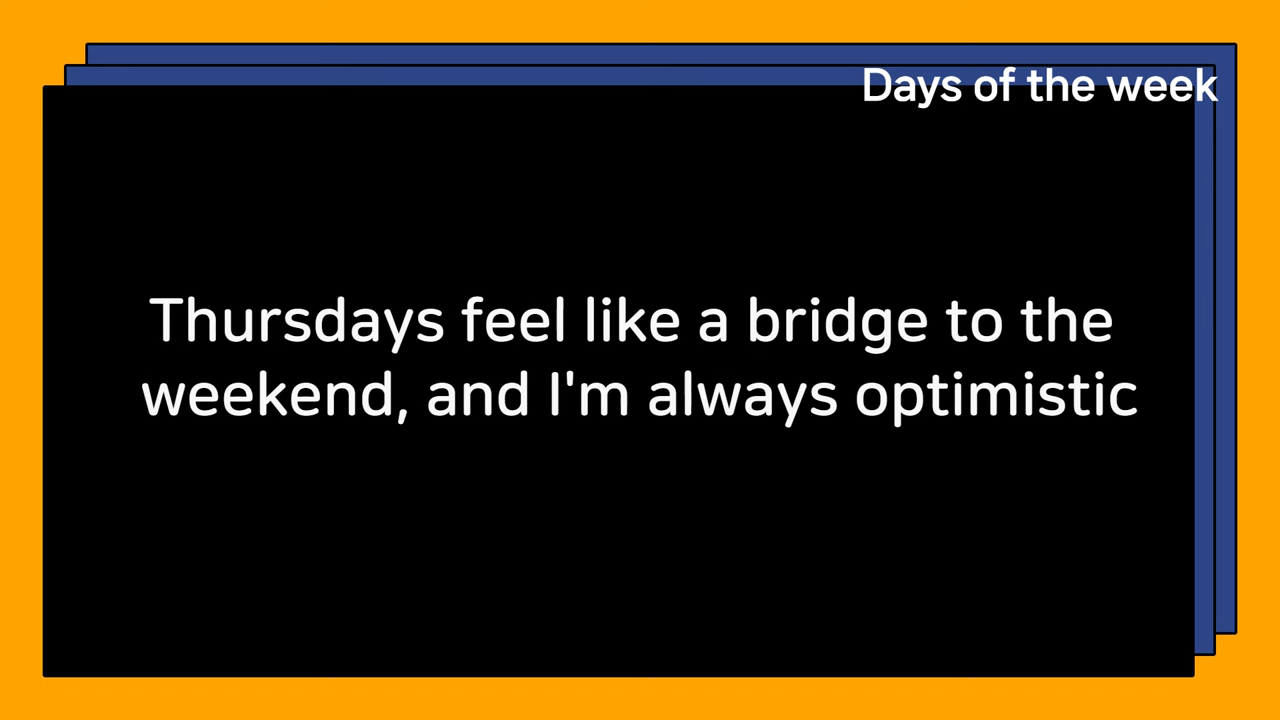 Days of the week
Thursdays feel like a bridge to the
weekend, and I'm always optimistic